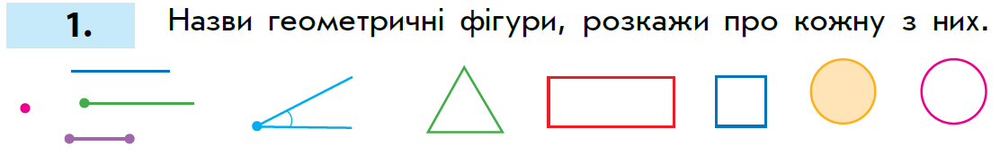 1. Назви геометричні фігури, розкажи про кожну з них.